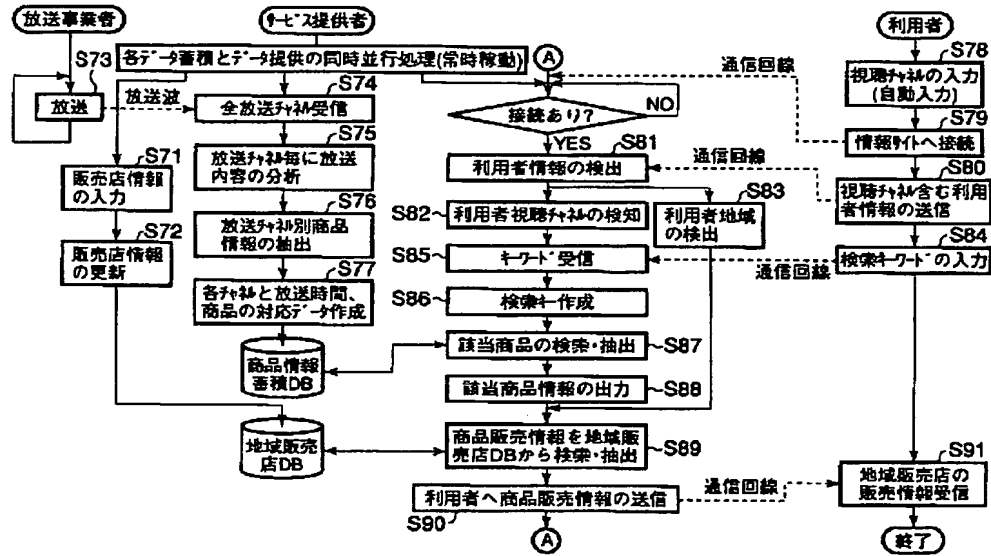 放送事業者
S73
放送
放送波
サービス提供者
各データ蓄積とデータ提供の同時並行処理(常時稼動)
S74
全放送チャネル受信
S75
放送チャネル毎に放送
内容の分析
S76
放送チャネル別商品
情報の抽出
S77
各チャネルと放送時間、
商品の対応データ作成
商品情報
蓄積DB
S71
販売店情報
の入力
S72
販売店情報
の更新
地域販売
店DB
A
接続あり?
NO
YES
S81
利用者情報の検出
S82
利用者視聴チャネルの検知
S83
利用者地域
の検出
S85
キーワード受信
S86
検索キー作成
該当商品の検索・抽出
S87
該当商品情報の出力
S88
商品販売情報を地域販
売店DBから検索・抽出
S89
利用者へ商品販売情報の送信
S90
A
通信回線
通信回線
通信回線
通信回線
利用者
S78
視聴チャネルの入力
(自動入力)
S79
情報サイトへ接続
S80
視聴チャネル含む利用
者情報の送信
S84
検索キーワードの入力
S91
地域販売店の
販売情報受信
終了